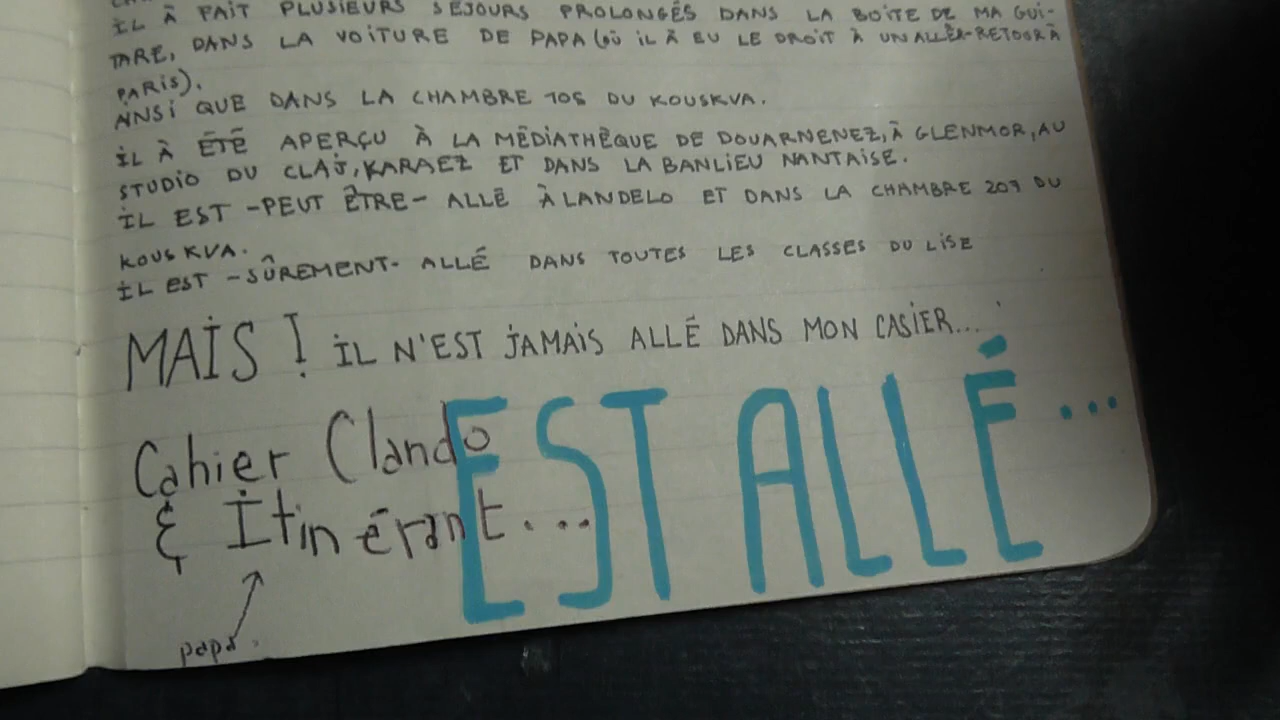 IL À FAIT PLUSIEURS SÉJOURS PROLONGÉS DANS LA BOITE DE MA GUI-
TARE, DANS LA VOITURE DE PAPA (OÙ IL À EU LE DROIT À UN ALLER-RETOUR À
PARIS).
AINSI QUE DANS LA CHAMBRE 105 DU KOUSKVA.
IL À ÉTÉ APERÇU À LA MÉDIATHÈQUE DE DOUARNENEZ, À GLENMOR, AU
STUDIO DU CLAJ, KARAEZ ET DANS LA BANLIEU NANTAISE.
IL EST -PEUT ÊTRE- ALLÉ À LANDELO ET DANS LA CHAMBRE 207 DU
KOUSKVA.
IL EST -SÛREMENT- ALLÉ DANS TOUTES LES CLASSES DU LISE
MAIS ! IL N'EST JAMAIS ALLÉ DANS MON CASIER...
Cahier Clando
& Itinérant...
EST ALLÉ...
papa.